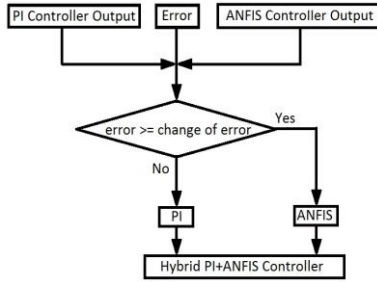 PI Controller Output
Error
ANFIS Controller Output
error >= change of error
Yes
No
PI
ANFIS
Hybrid PI+ANFIS Controller